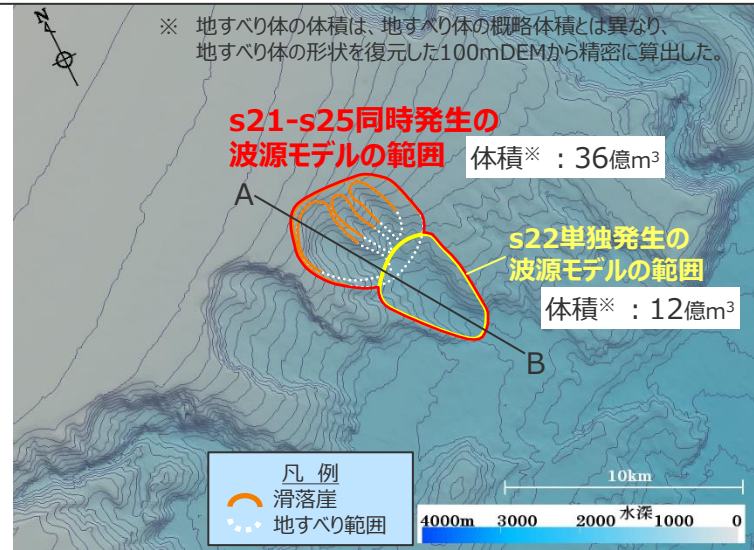 ※ 地すべり体の体積は、地すべり体の概略体積とは異なり、
地すべり体の形状を復元した100mDEMから精密に算出した。
N
s21-s25同時発生の
波源モデルの範囲
体積※ ：36億m³
A
s22単独発生の
波源モデルの範囲
体積※ ：12億m³
B
凡 例
滑落崖
地すべり範囲
10km
水深
4000m 3000 2000 1000 0